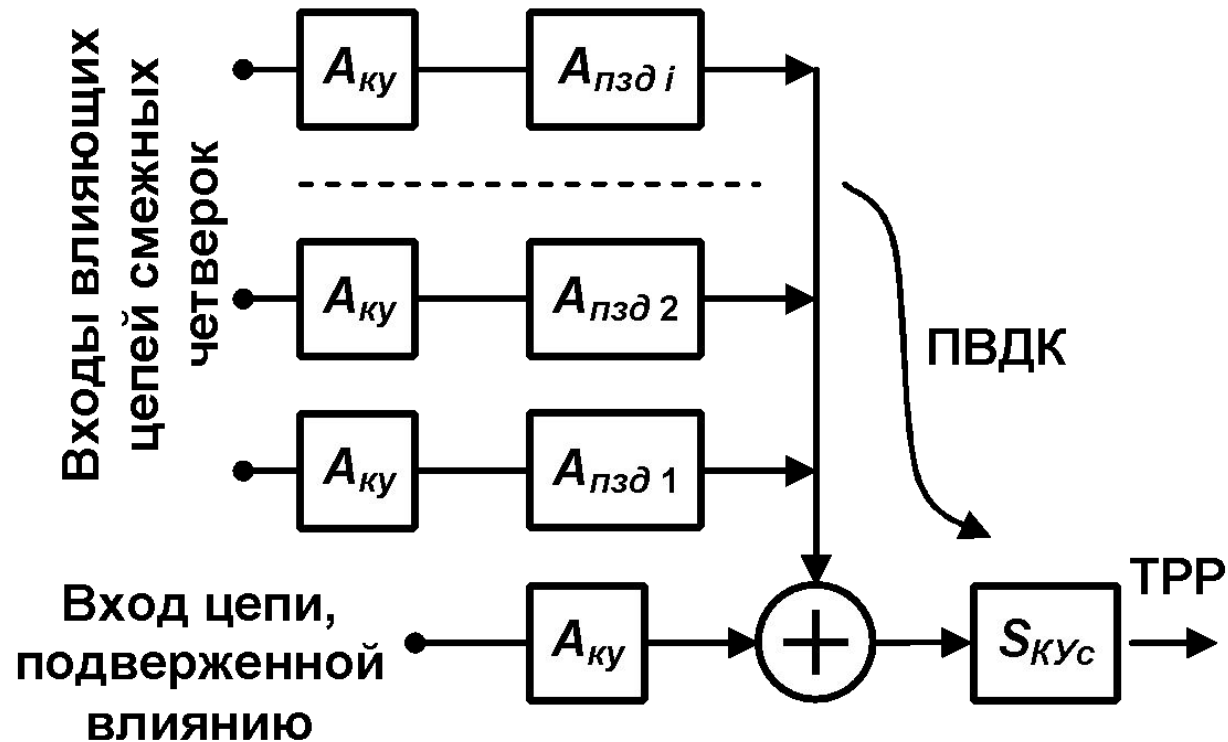 Входы влияющих
цепей смежных
четверок
Aку
Aпзд i
Aку
Aпзд 2
ПВДК
Aку
Aпзд 1
Вход цепи,
подверженной
влиянию
Aку
+
SКУс
ТРР